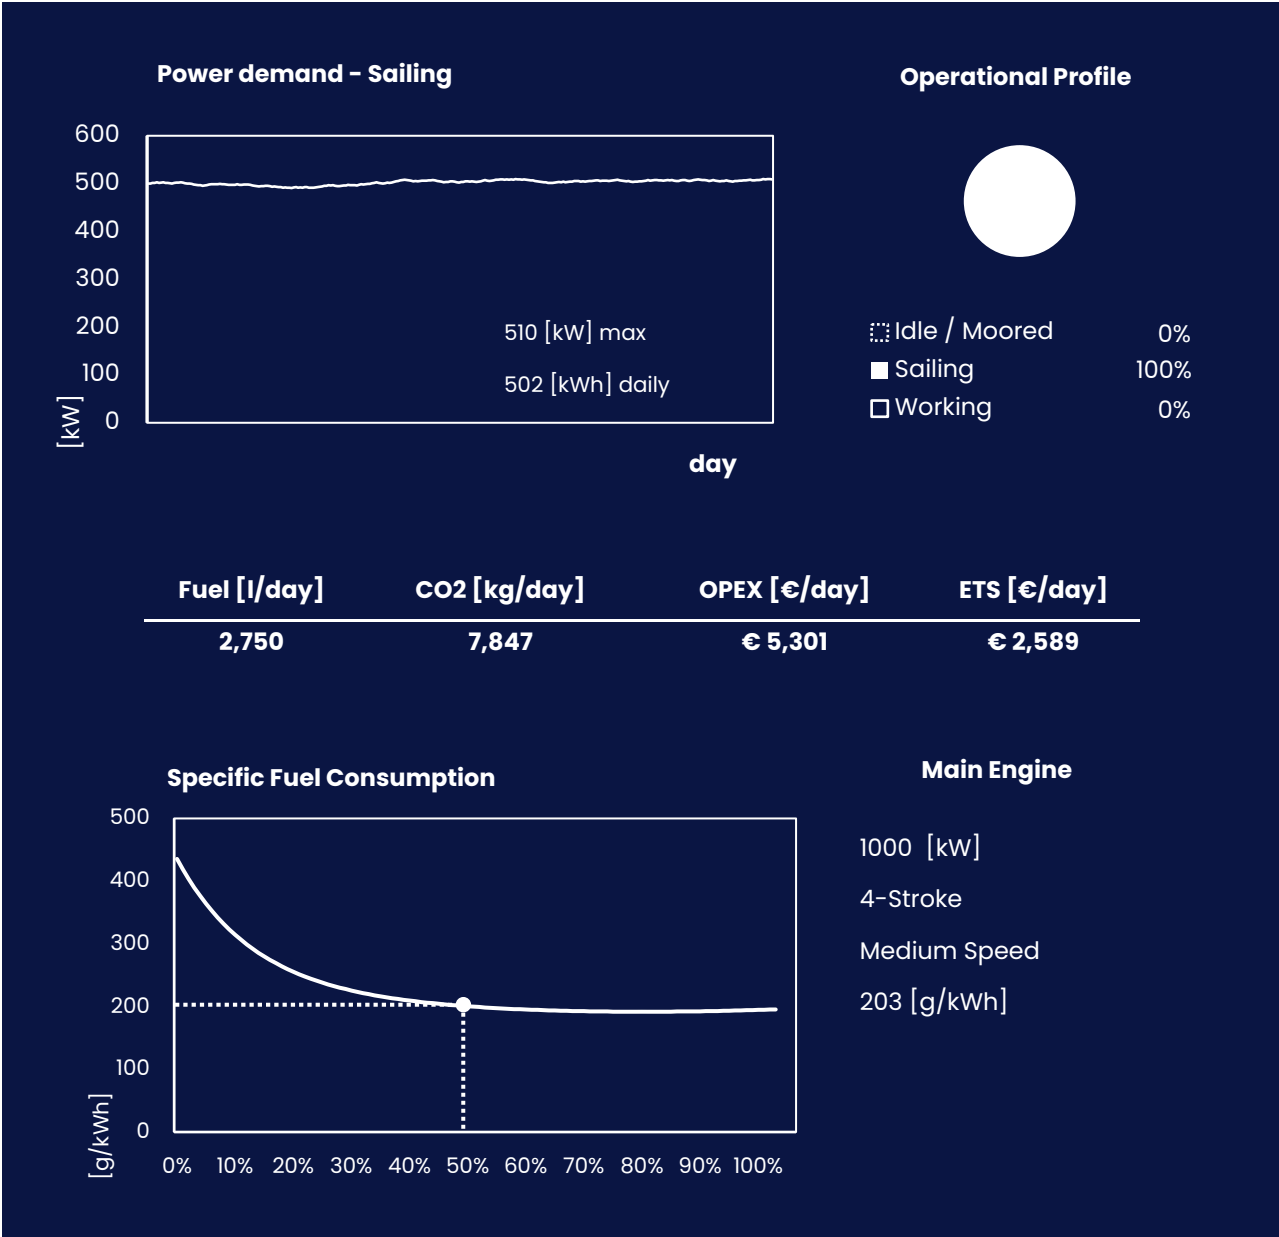 Power demand - Sailing
600
500
400
300
200
100
0
[kW]
510 [kW] max
502 [kWh] daily
day
Operational Profile
Idle / Moored 0%
Sailing 100%
Working 0%
Fuel [l/day] CO2 [kg/day] OPEX [€/day] ETS [€/day]
2,750 7,847 € 5,301 € 2,589
Specific Fuel Consumption
500
400
300
200
100
0
[g/kWh]
0% 10% 20% 30% 40% 50% 60% 70% 80% 90% 100%
Main Engine
1000 [kW]
4-Stroke
Medium Speed
203 [g/kWh]